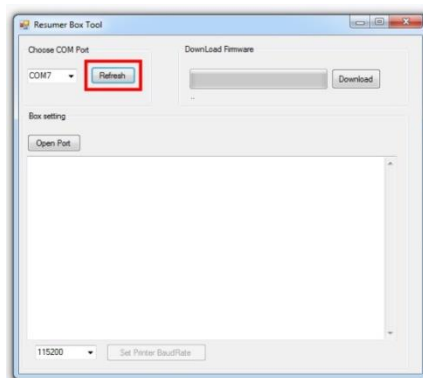 Resumer Box Tool
Choose COM Port
DownLoad Firmware
COM7
Refresh
Download
..
Box setting
Open Port
115200
Set Printer BaudRate